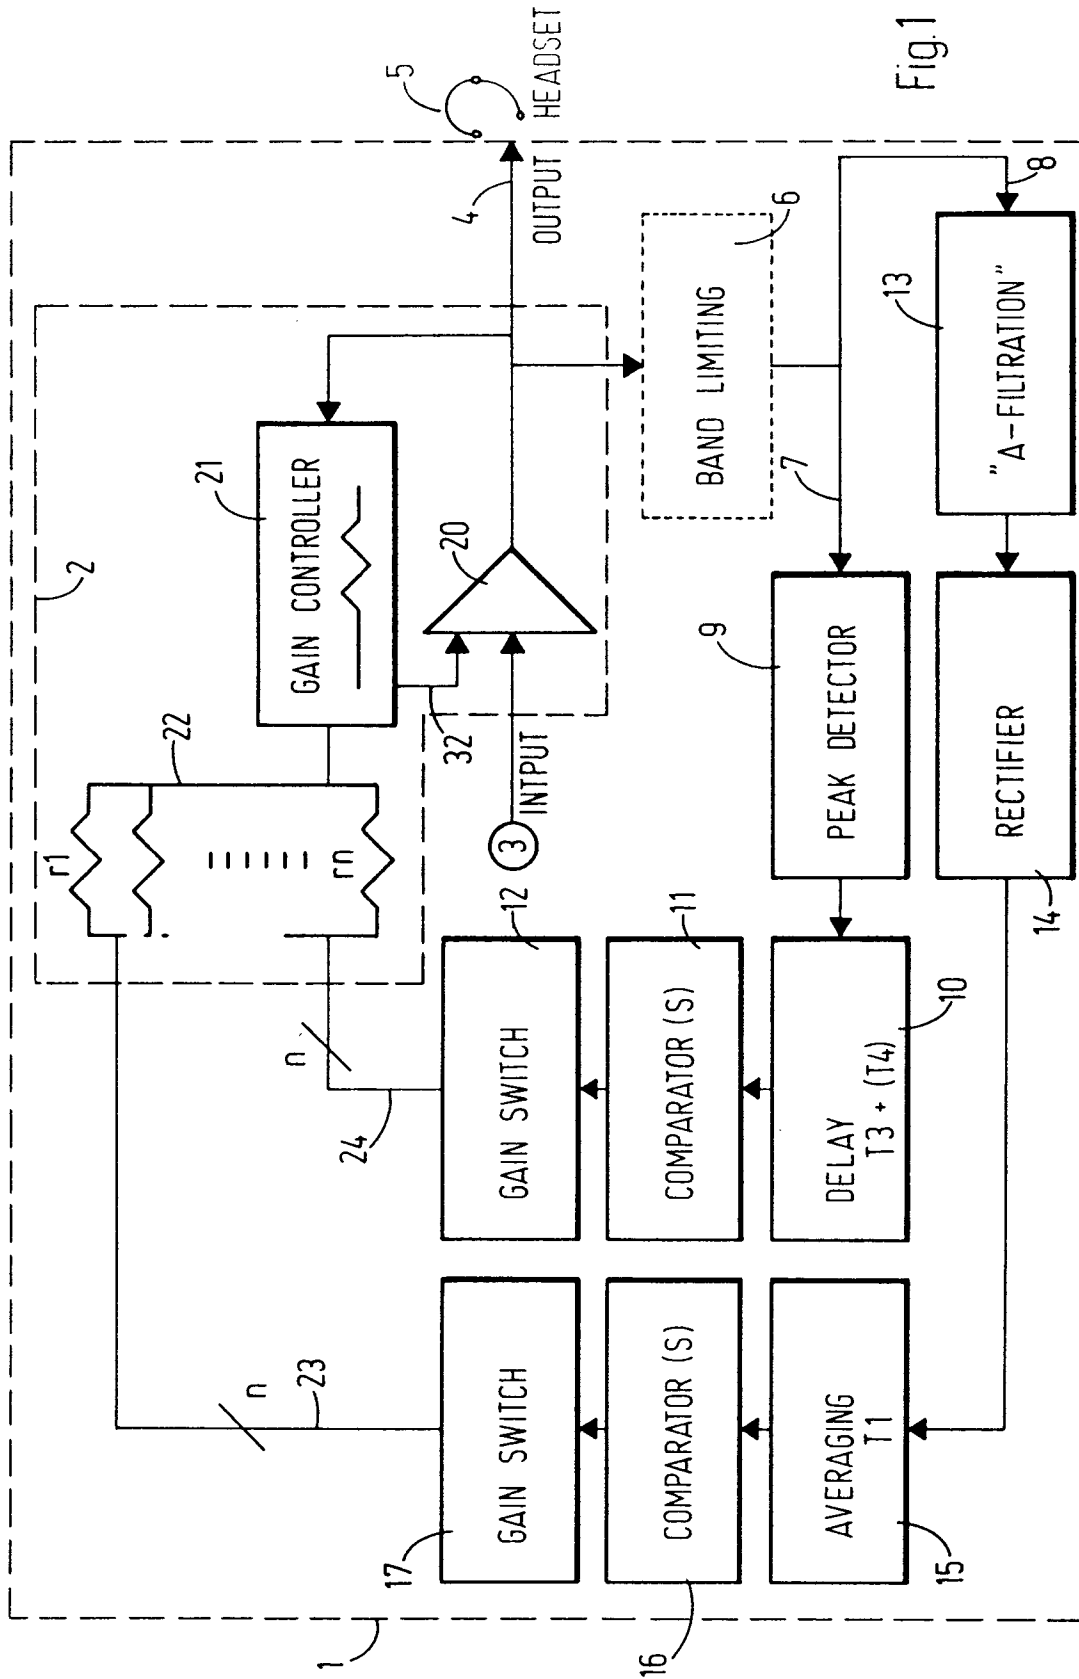 Fig.1
1
2
r1
22
rn
GAIN CONTROLLER
21
32
20
3
INTPUT
4
OUTPUT
5
HEADSET
n
23
n
24
17
GAIN SWITCH
GAIN SWITCH
12
16
COMPARATOR (S)
COMPARATOR (S)
11
BAND LIMITING
6
15
AVERAGING
T1
DELAY
T3 + (T4)
10
PEAK DETECTOR
9
7
8
14
RECTIFIER
"A-FILTRATION"
13